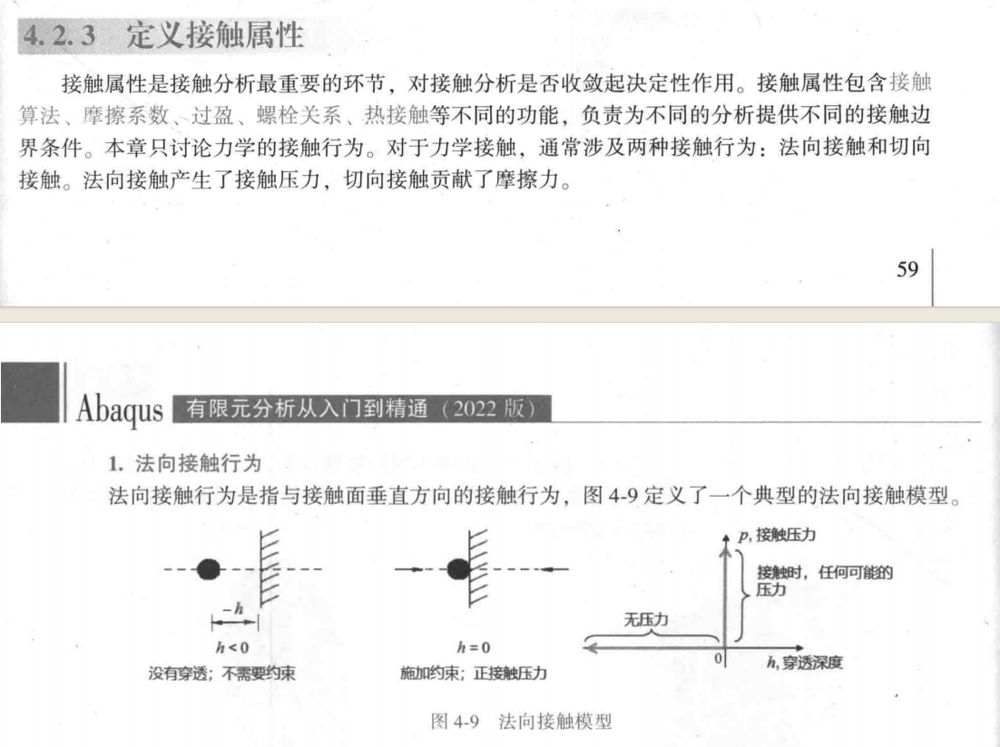 4.2.3 定义接触属性
接触属性是接触分析最重要的环节，对接触分析是否收敛起决定性作用。接触属性包含接触
算法、摩擦系数、过盈、螺栓关系、热接触等不同的功能，负责为不同的分析提供不同的接触边
界条件。本章只讨论力学的接触行为。对于力学接触，通常涉及两种接触行为：法向接触和切向
接触。法向接触产生了接触压力，切向接触贡献了摩擦力。
59
Abaqus 有限元分析从入门到精通（2022 版）
1. 法向接触行为
法向接触行为是指与接触面垂直方向的接触行为，图 4-9 定义了一个典型的法向接触模型。
-h
h<0
没有穿透；不需要约束
h=0
施加约束；正接触压力
p, 接触压力
接触时，任何可能的
压力
无压力
0
h, 穿透深度
图 4-9 法向接触模型